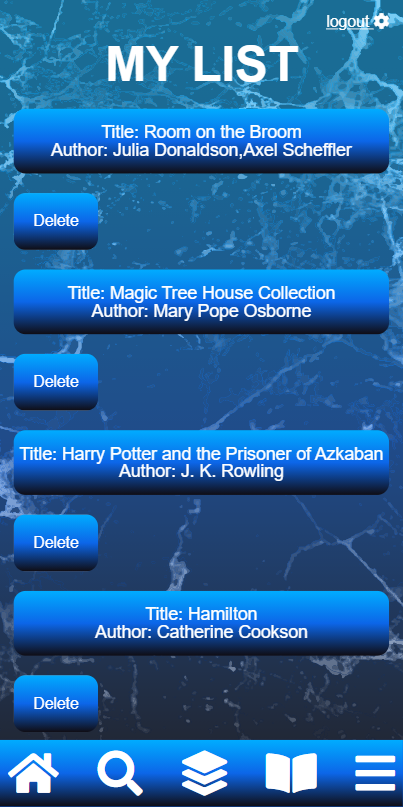 logout
MY LIST
Title: Room on the Broom
Author: Julia Donaldson,Axel Scheffler
Delete
Title: Magic Tree House Collection
Author: Mary Pope Osborne
Delete
Title: Harry Potter and the Prisoner of Azkaban
Author: J. K. Rowling
Delete
Title: Hamilton
Author: Catherine Cookson
Delete